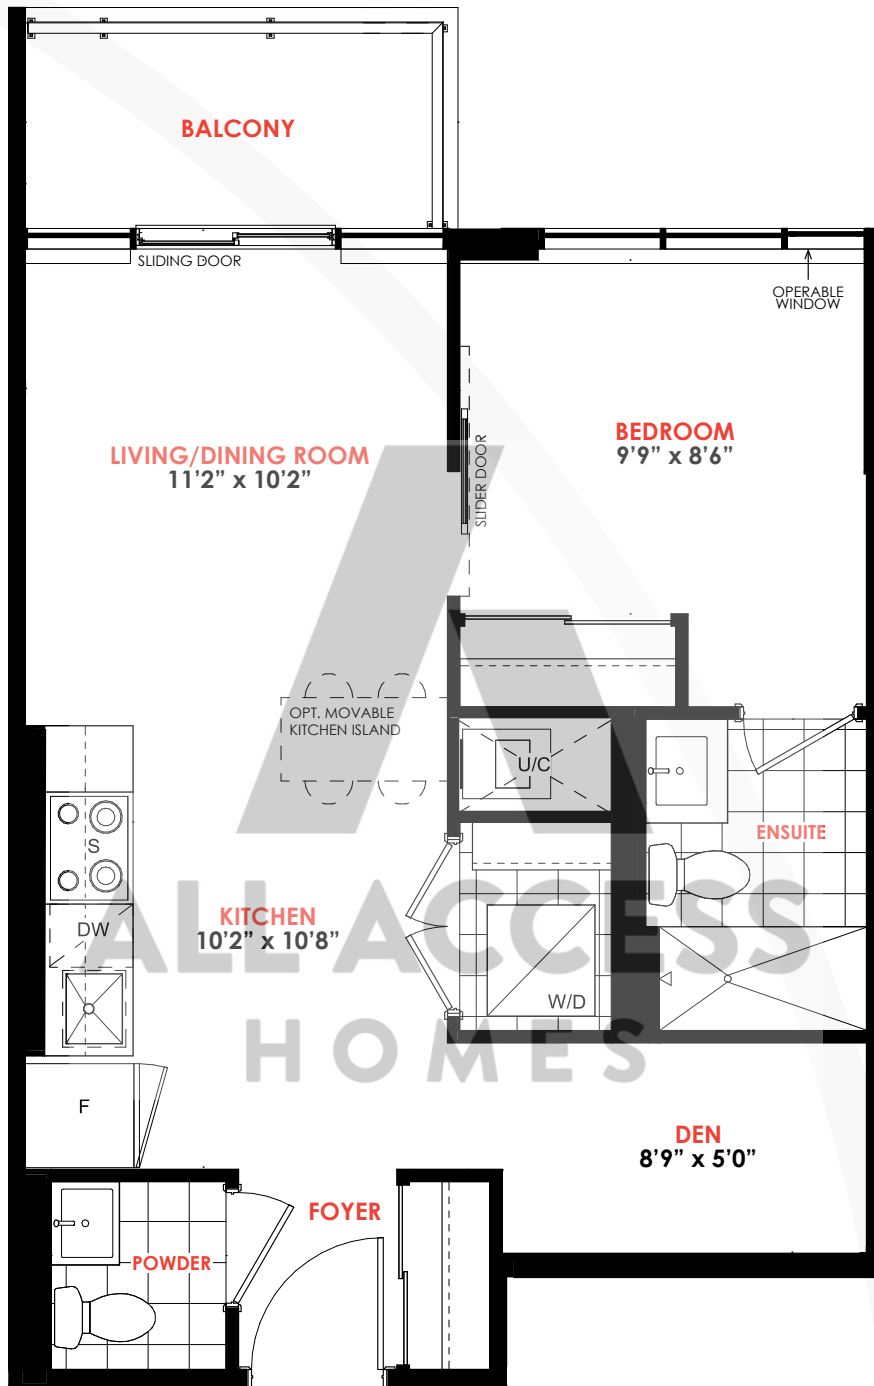 BALCONY
SLIDING DOOR
OPERABLE
WINDOW
LIVING/DINING ROOM
11’2” x 10’2”
BEDROOM
9’9” x 8’6”
SLIDER DOOR
OPT. MOVABLE
KITCHEN ISLAND
U/C
S
ENSUITE
DW
KITCHEN
10’2” x 10’8”
ALL ACCESS
HOMES
W/D
F
DEN
8’9” x 5’0”
FOYER
POWDER